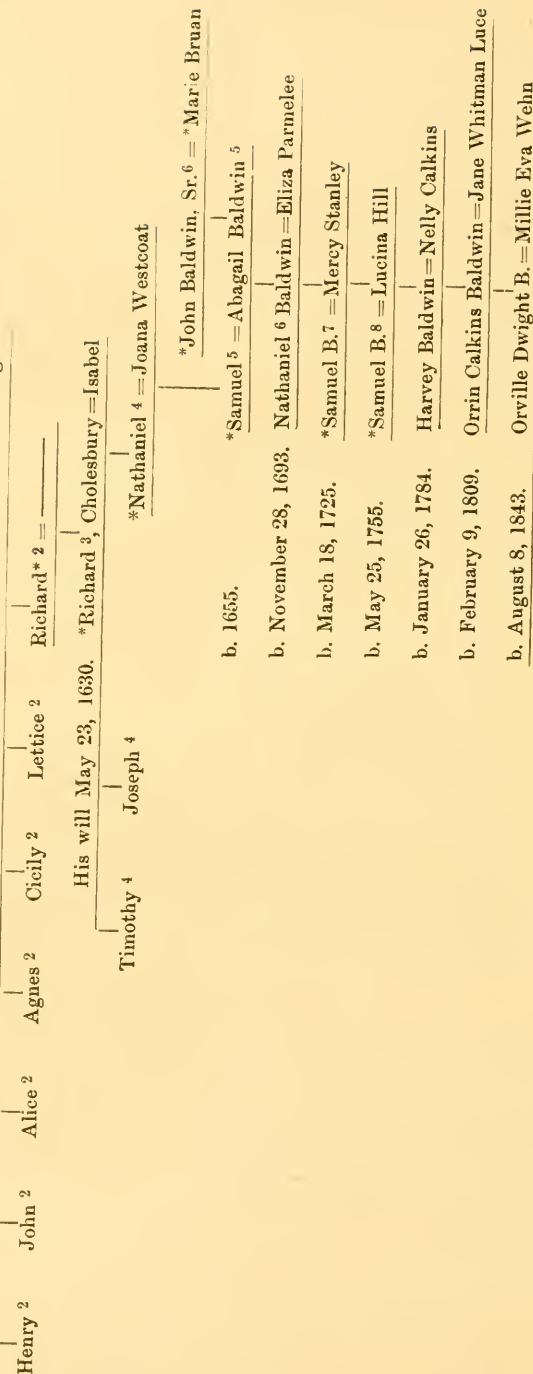 Henry 2 John 2 Alice 2 Agnes 2 Cicily 2 Lettice 2 Richard* 2 =
His will May 23, 1630. *Richard 3, Cholesbury=Isabel
Timothy 4 Joseph 4 *Nathaniel 4 =Joana Westcoat
*John Baldwin, Sr.6 = *Marie Bruan
b. 1655. *Samuel 5 =Abagail Baldwin 5
b. November 28, 1693. Nathaniel 6 Baldwin=Eliza Parmelee
b. March 18, 1725. *Samuel B.7 =Mercy Stanley
b. May 25, 1755. *Samuel B.8 =Lucina Hill
b. January 26, 1784. Harvey Baldwin=Nelly Calkins
b. February 9, 1809. Orrin Calkins Baldwin=Jane Whitman Luce
b. August 8, 1843. Orville Dwight B.=Millie Eva Wehn